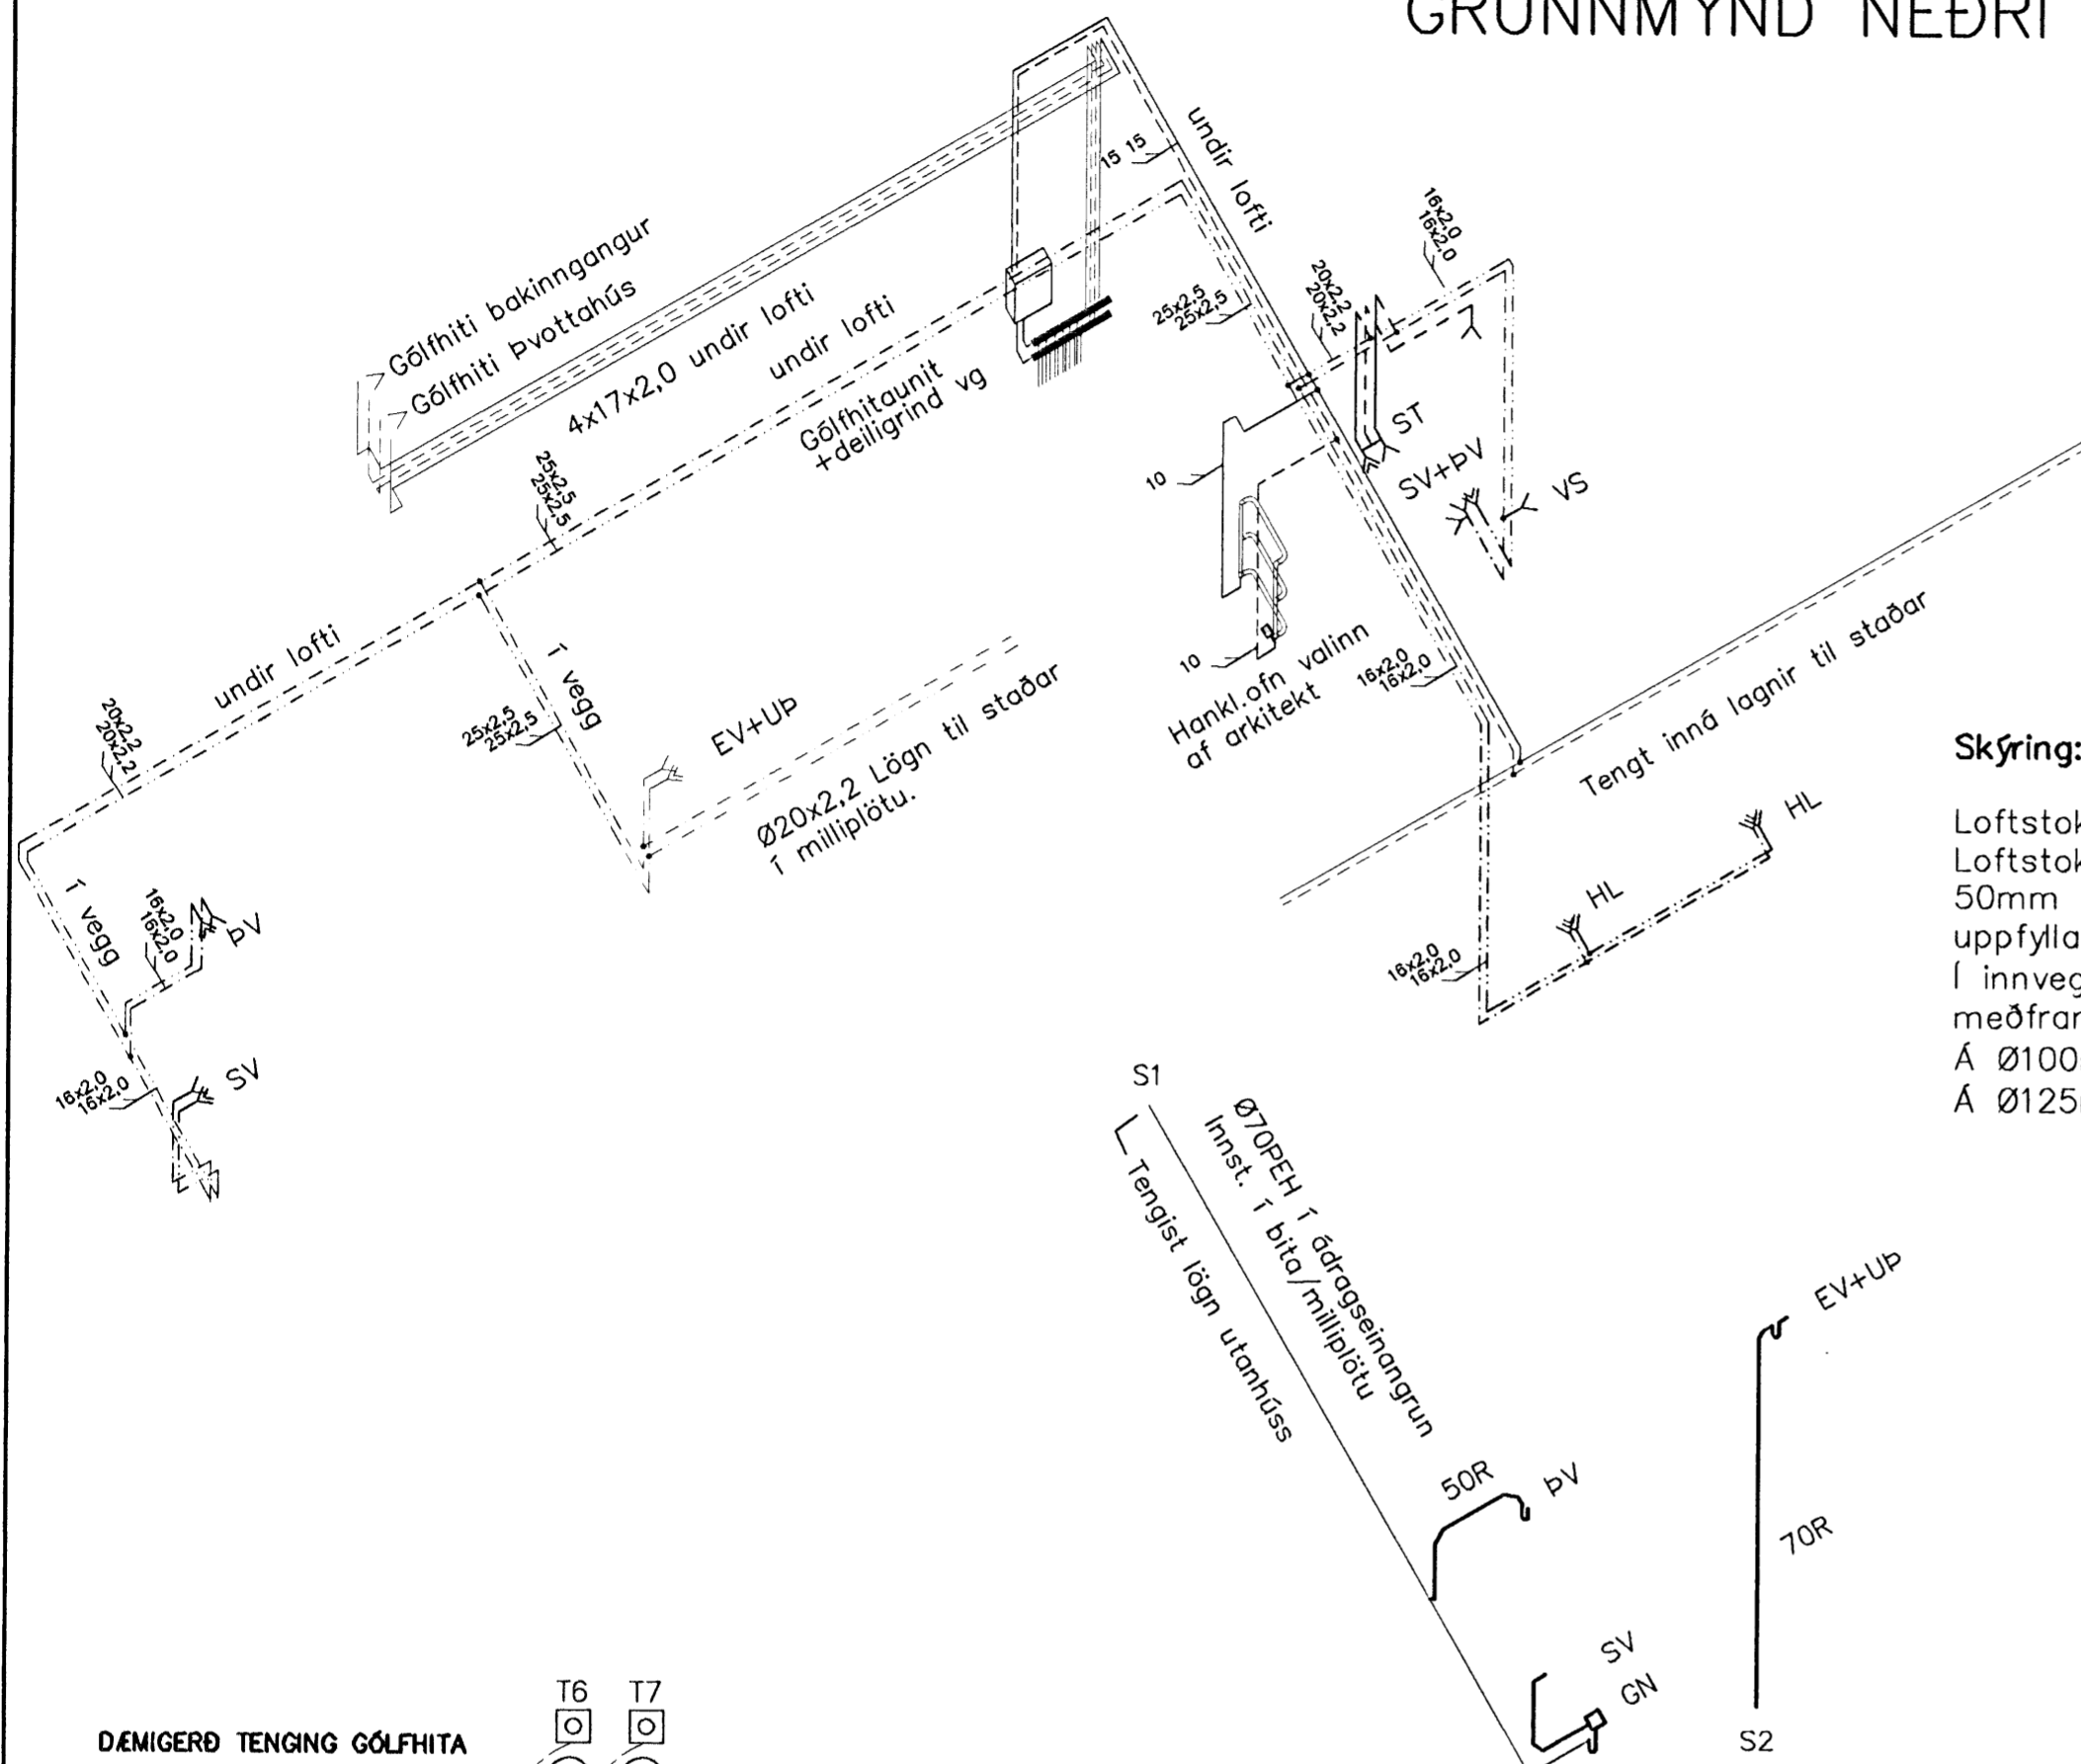 GRUNNMYND NEÐRI
undir lofti
15 15
16x2,0
16x2,0
Gólfhiti bakinngangur
Gólfhiti Þvottahús
4x17x2,0 undir lofti
undir lofti
Gólfhitaunit
+deiligrind vg
25x2,5
25x2,5
20x2,2
20x2,2
ST
SV+ÞV
VS
10
25x2,5
25x2,5
undir lofti
í vegg
25x2,5
25x2,5
EV+UÞ
Ø20x2,2 Lögn til staðar
í milliplötu.
10
Hankl.ofn valinn
af arkitekt
16x2,0
16x2,0
Tengt inná lagnir til staðar
20x2,2
20x2,2
í vegg
16x2,0
16x2,0
ÞV
16x2,0
16x2,0
SV
HL
HL
16x2,0
16x2,0
Skýring:
Loftstok
Loftstok
50mm
uppfylla
Í innveg
meðfran
Á Ø100
Á Ø125
S1
Ø70PEH í ádragseinangrun
Innst. í bita/milliplötu
Tengist lögn utanhúss
EV+UÞ
50R
ÞV
70R
SV
GN
S2
T6 T7
DÆMIGERÐ TENGING GÓLFHITA